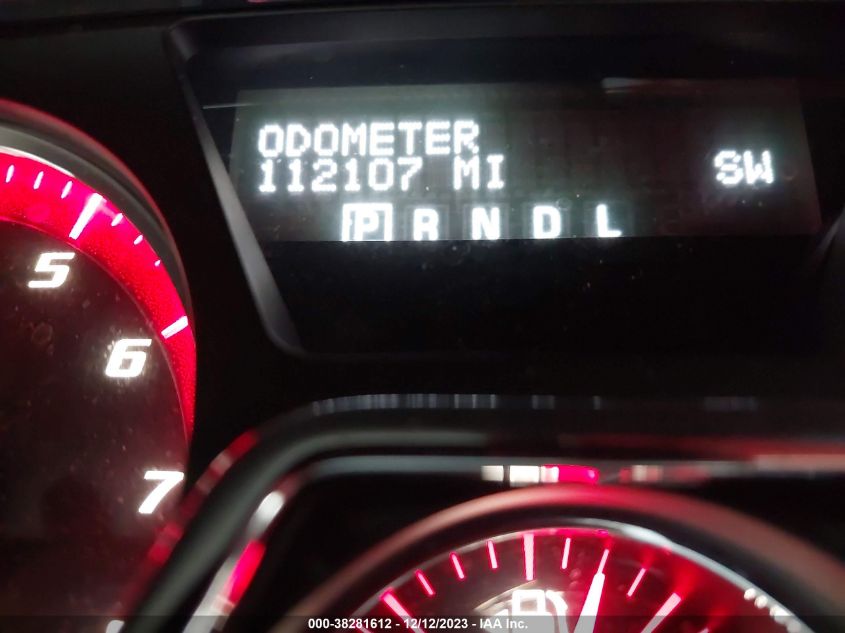 ODOMETER
112107 MI SW
P R N D L
5
6
7
000-38281612 - 12/12/2023 - IAA Inc.